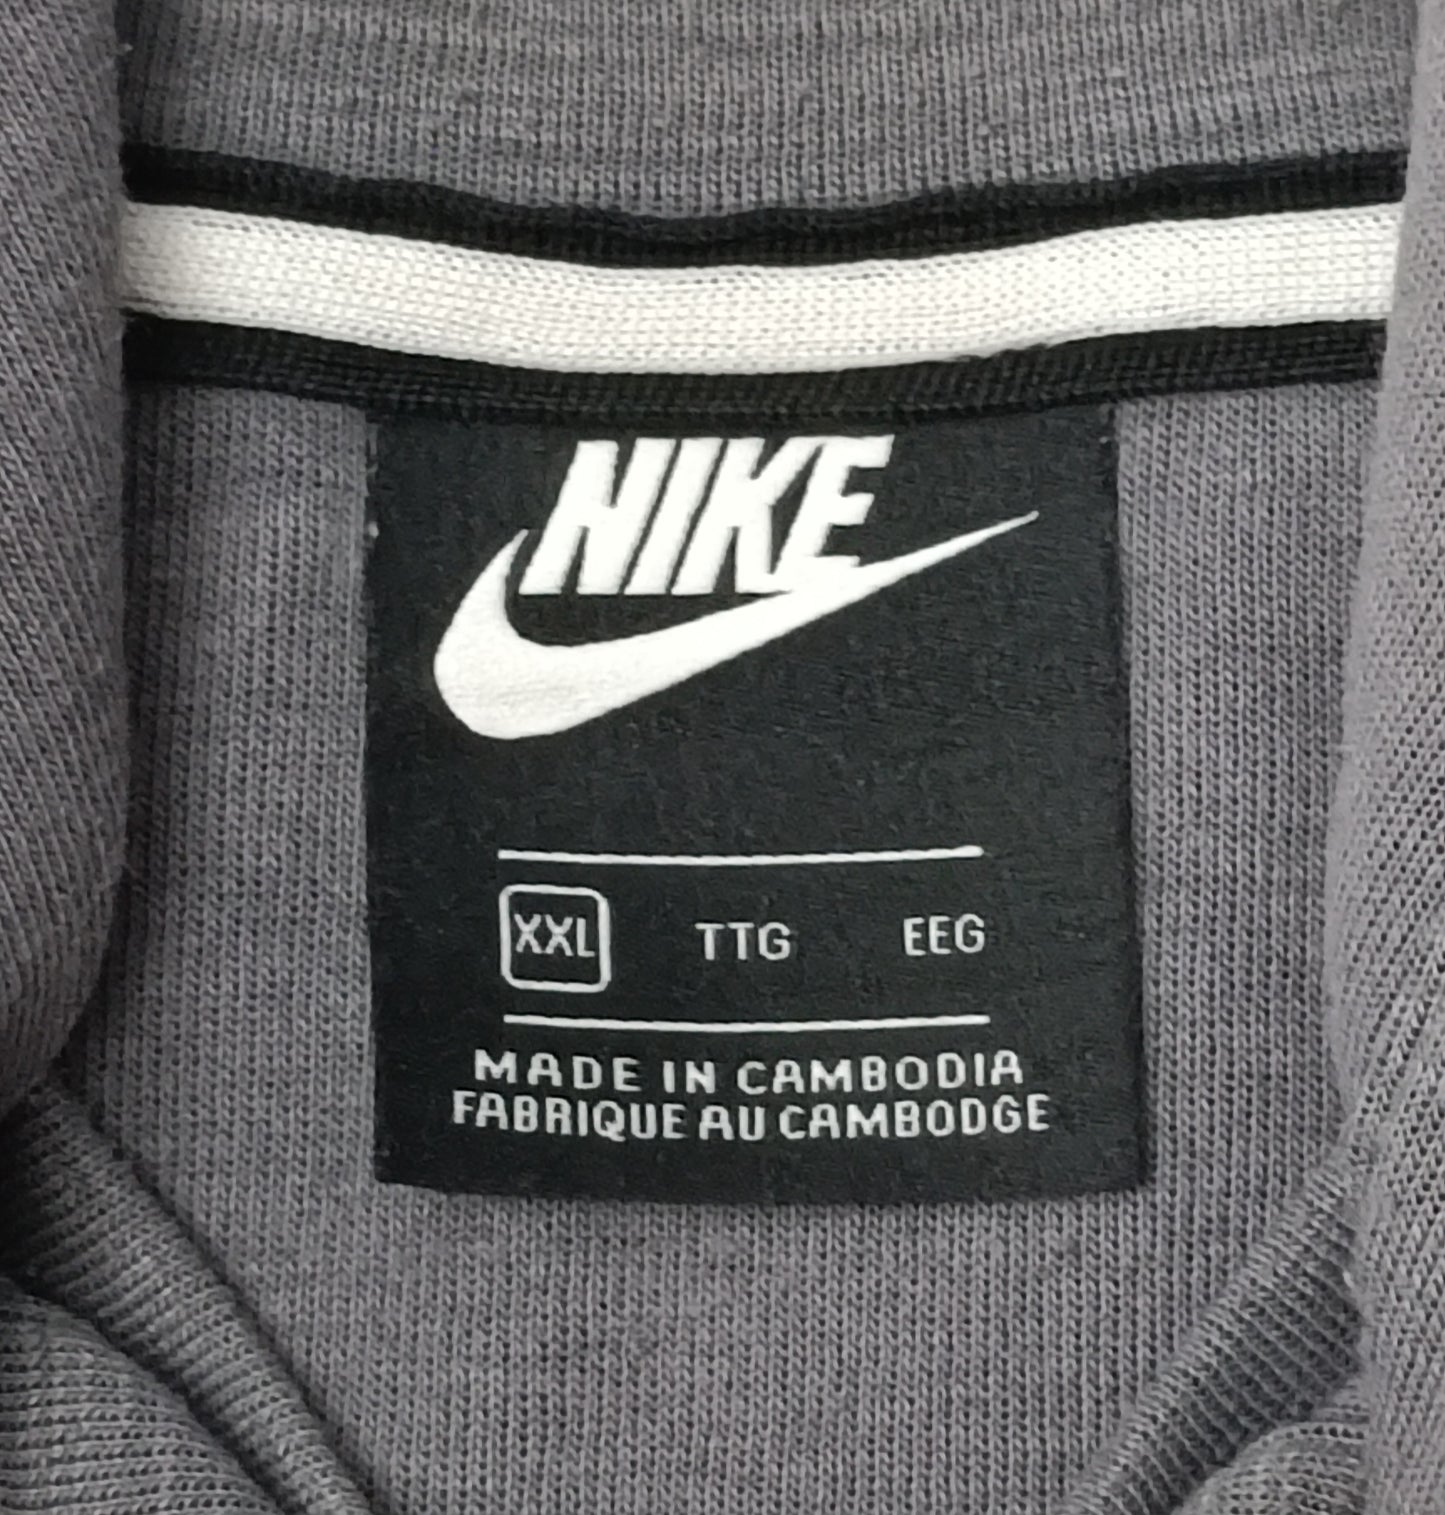 NIKE
XXL TTG EEG
MADE IN CAMBODIA
FABRIQUE AU CAMBODGE